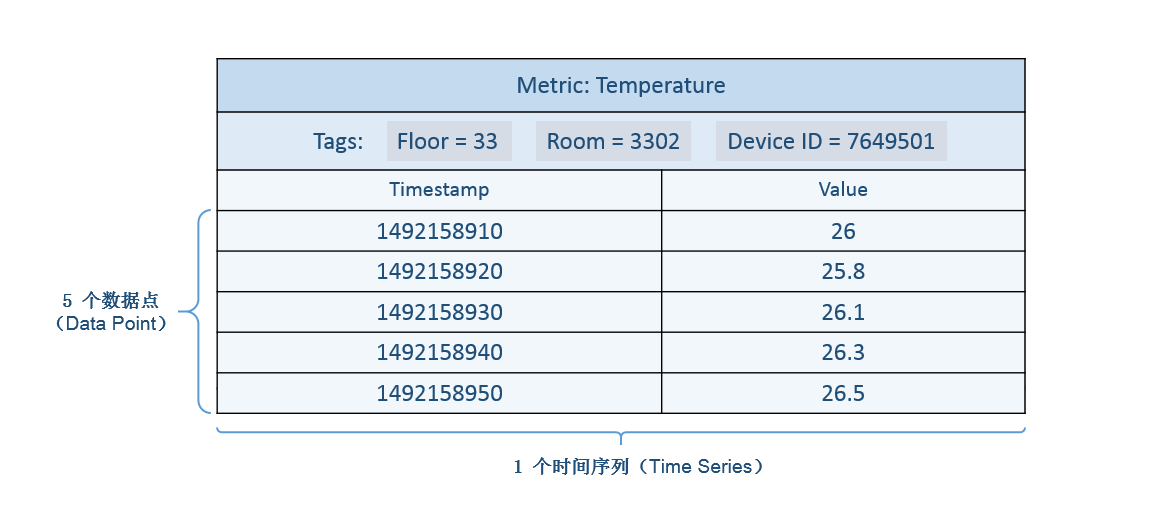 Metric: Temperature
Tags: Floor = 33 Room = 3302 Device ID = 7649501
Timestamp Value
1492158910 26
1492158920 25.8
5 个数据点
（Data Point）
1492158930 26.1
1492158940 26.3
1492158950 26.5
1 个时间序列（Time Series）